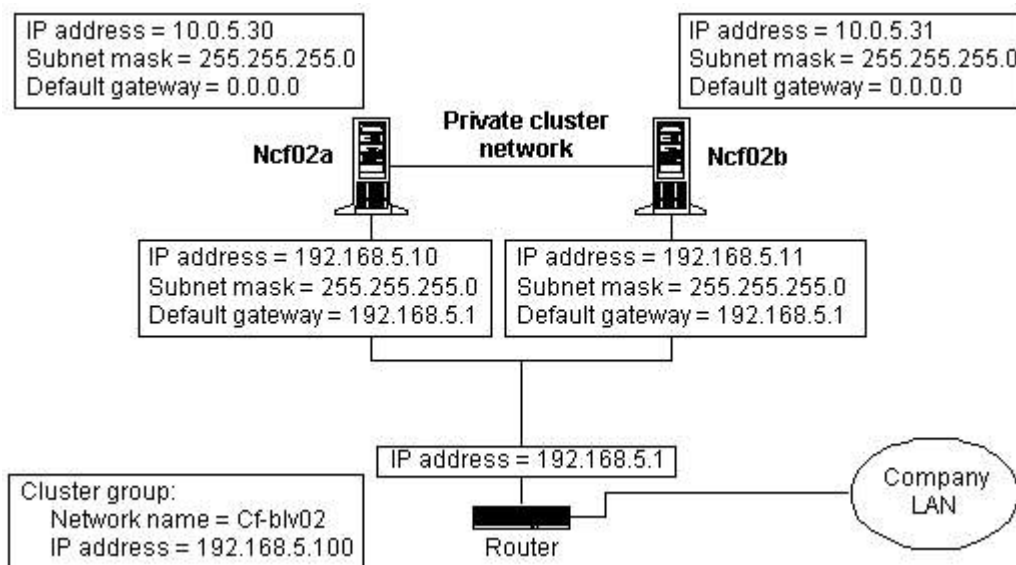 IP address = 10.0.5.30
Subnet mask = 255.255.255.0
Default gateway = 0.0.0.0
IP address = 10.0.5.31
Subnet mask = 255.255.255.0
Default gateway = 0.0.0.0
Private cluster
network
Ncf02a
Ncf02b
IP address = 192.168.5.10
Subnet mask = 255.255.255.0
Default gateway = 192.168.5.1
IP address = 192.168.5.11
Subnet mask = 255.255.255.0
Default gateway = 192.168.5.1
IP address = 192.168.5.1
Cluster group:
Network name = Cf-blv02
IP address = 192.168.5.100
Router
Company
LAN